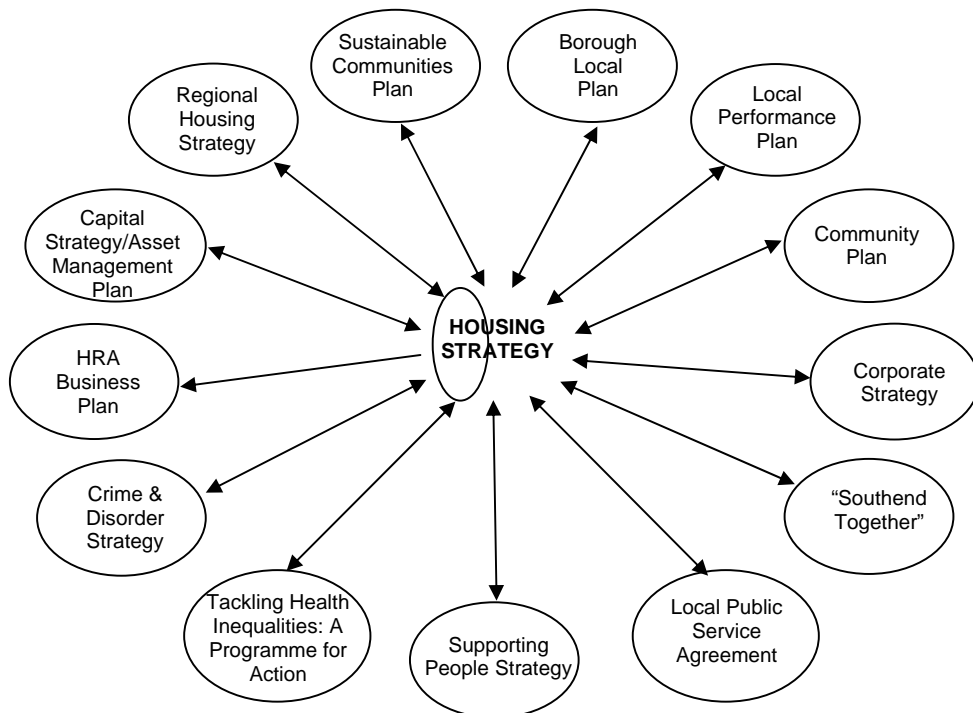 Sustainable
Communities
Plan
Borough
Local
Plan
Regional
Housing
Strategy
Local
Performance
Plan
Capital
Strategy/Asset
Management
Plan
Community
Plan
HOUSING
STRATEGY
HRA
Business
Plan
Corporate
Strategy
Crime &
Disorder
Strategy
“Southend
Together”
Tackling Health
Inequalities: A
Programme for
Action
Supporting
People Strategy
Local Public
Service
Agreement